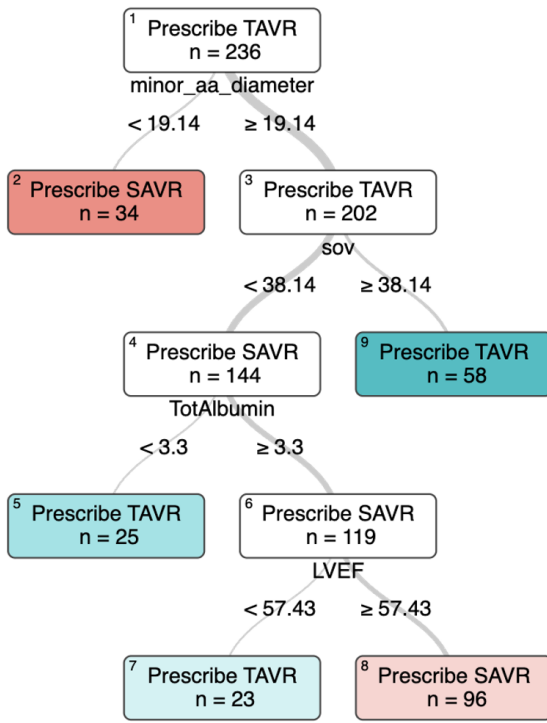 1
Prescribe TAVR
n = 236
minor_aa_diameter
< 19.14 ≥ 19.14
2
Prescribe SAVR
n = 34
3
Prescribe TAVR
n = 202
sov
< 38.14 ≥ 38.14
4
Prescribe SAVR
n = 144
9
Prescribe TAVR
n = 58
TotAlbumin
< 3.3 ≥ 3.3
5
Prescribe TAVR
n = 25
6
Prescribe SAVR
n = 119
LVEF
< 57.43 ≥ 57.43
7
Prescribe TAVR
n = 23
8
Prescribe SAVR
n = 96